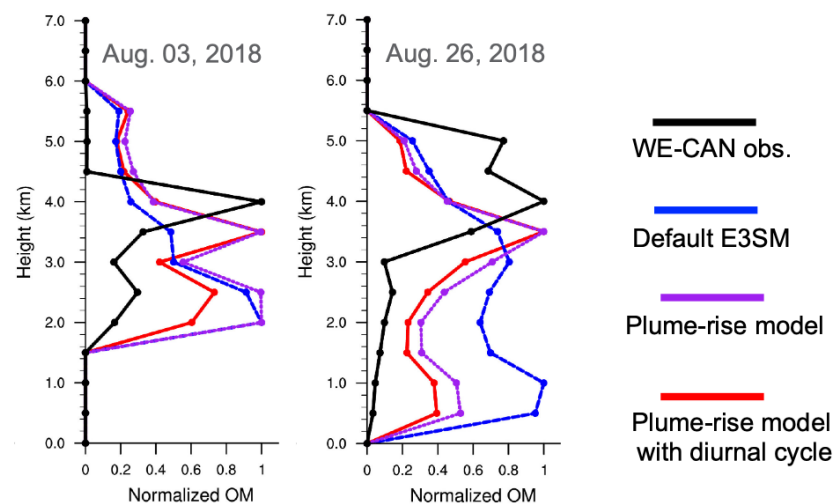 Aug. 03, 2018
Aug. 26, 2018
7.0
6.0
5.0
4.0
3.0
2.0
1.0
0.0
Height (km)
0 0.2 0.4 0.6 0.8 1
Normalized OM
7.0
6.0
5.0
4.0
3.0
2.0
1.0
0.0
Height (km)
0 0.2 0.4 0.6 0.8 1
Normalized OM
WE-CAN obs.
Default E3SM
Plume-rise model
Plume-rise model
with diurnal cycle